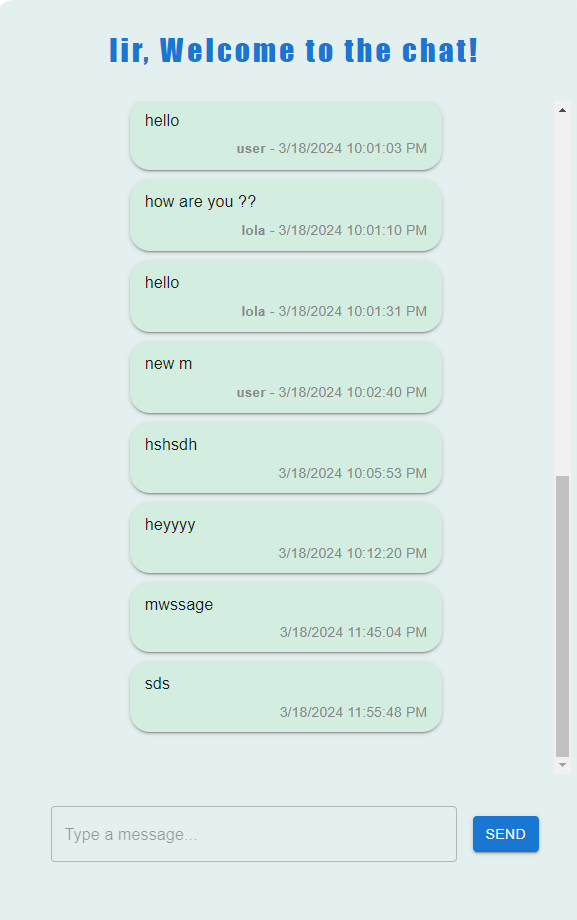 lir, Welcome to the chat!
hello
user - 3/18/2024 10:01:03 PM
how are you ??
lola - 3/18/2024 10:01:10 PM
hello
lola - 3/18/2024 10:01:31 PM
new m
user - 3/18/2024 10:02:40 PM
hshsdh
3/18/2024 10:05:53 PM
heyyyy
3/18/2024 10:12:20 PM
mwssage
3/18/2024 11:45:04 PM
sds
3/18/2024 11:55:48 PM
Type a message...
SEND